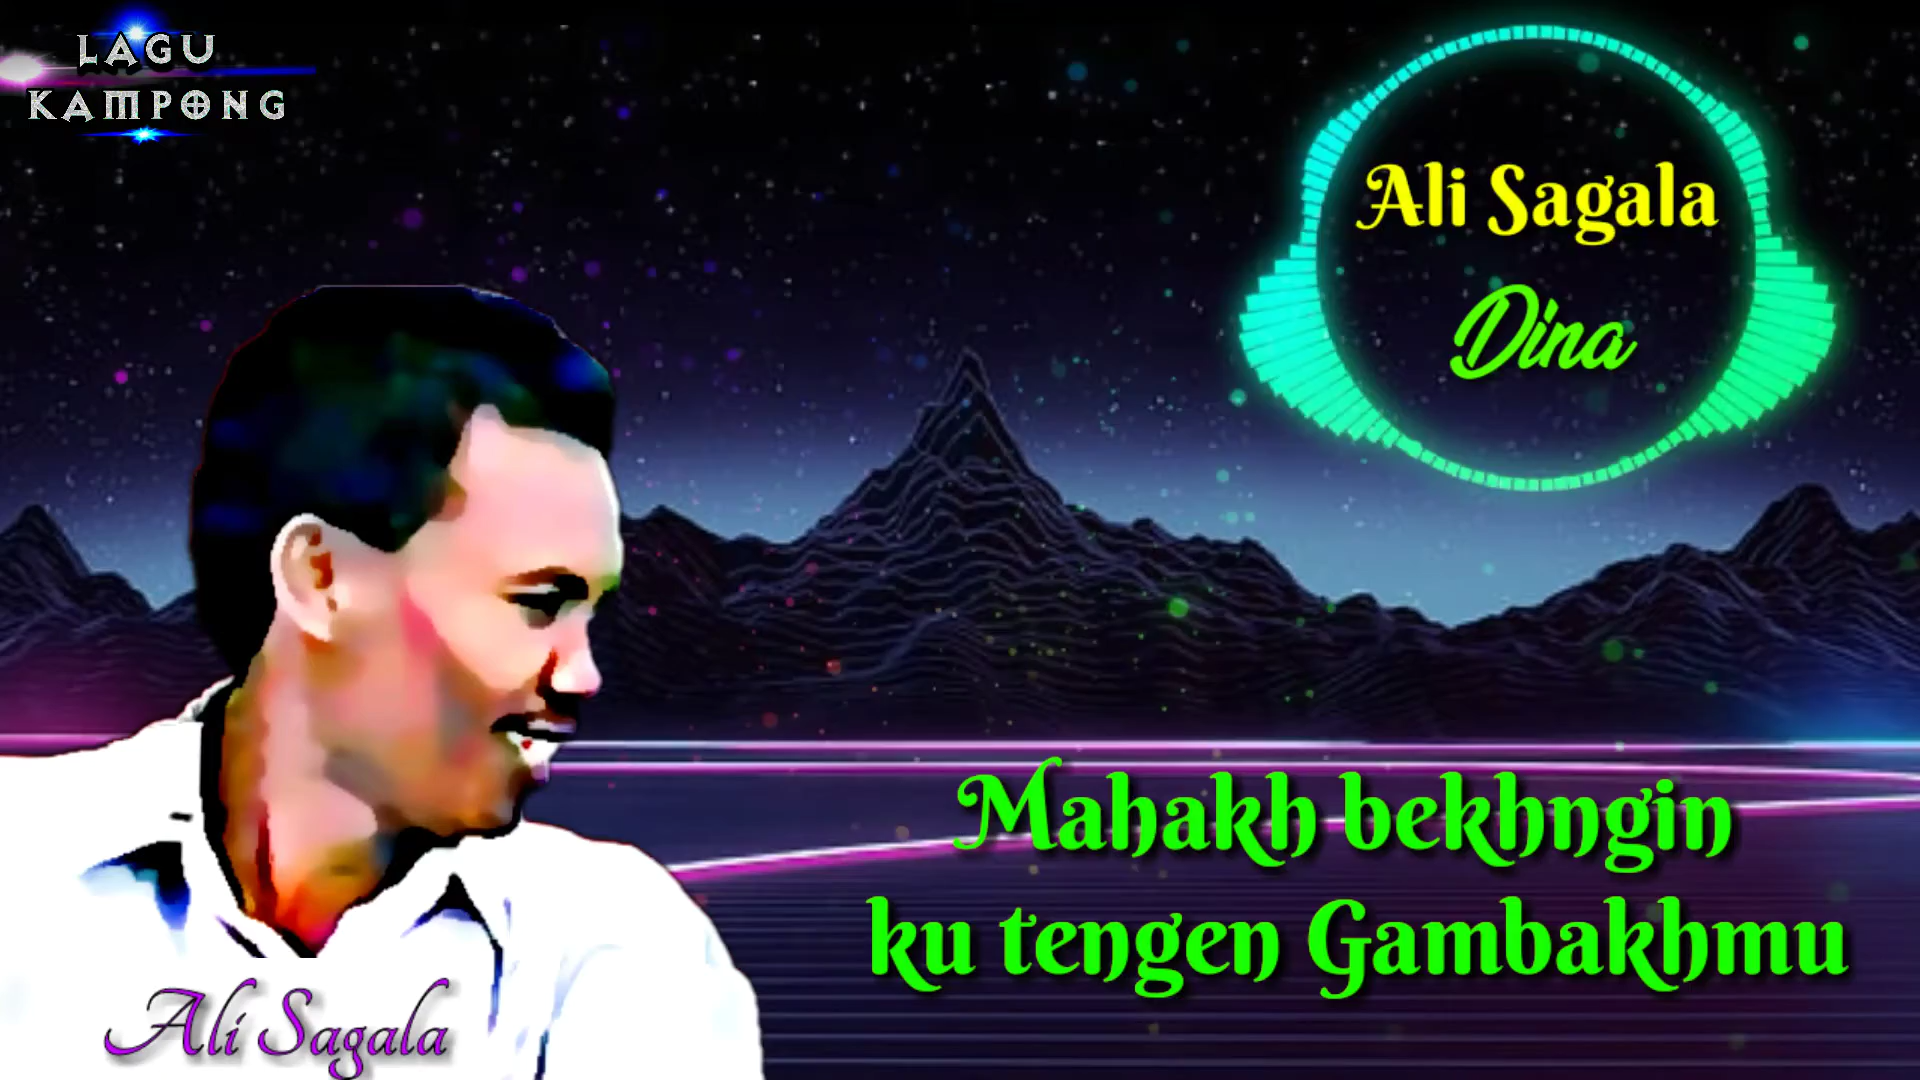 LAGU
KAMPONG
Ali Sagala
Dina
Mahakh bekhngin
ku tengen Gambakhmu
Ali Sagala